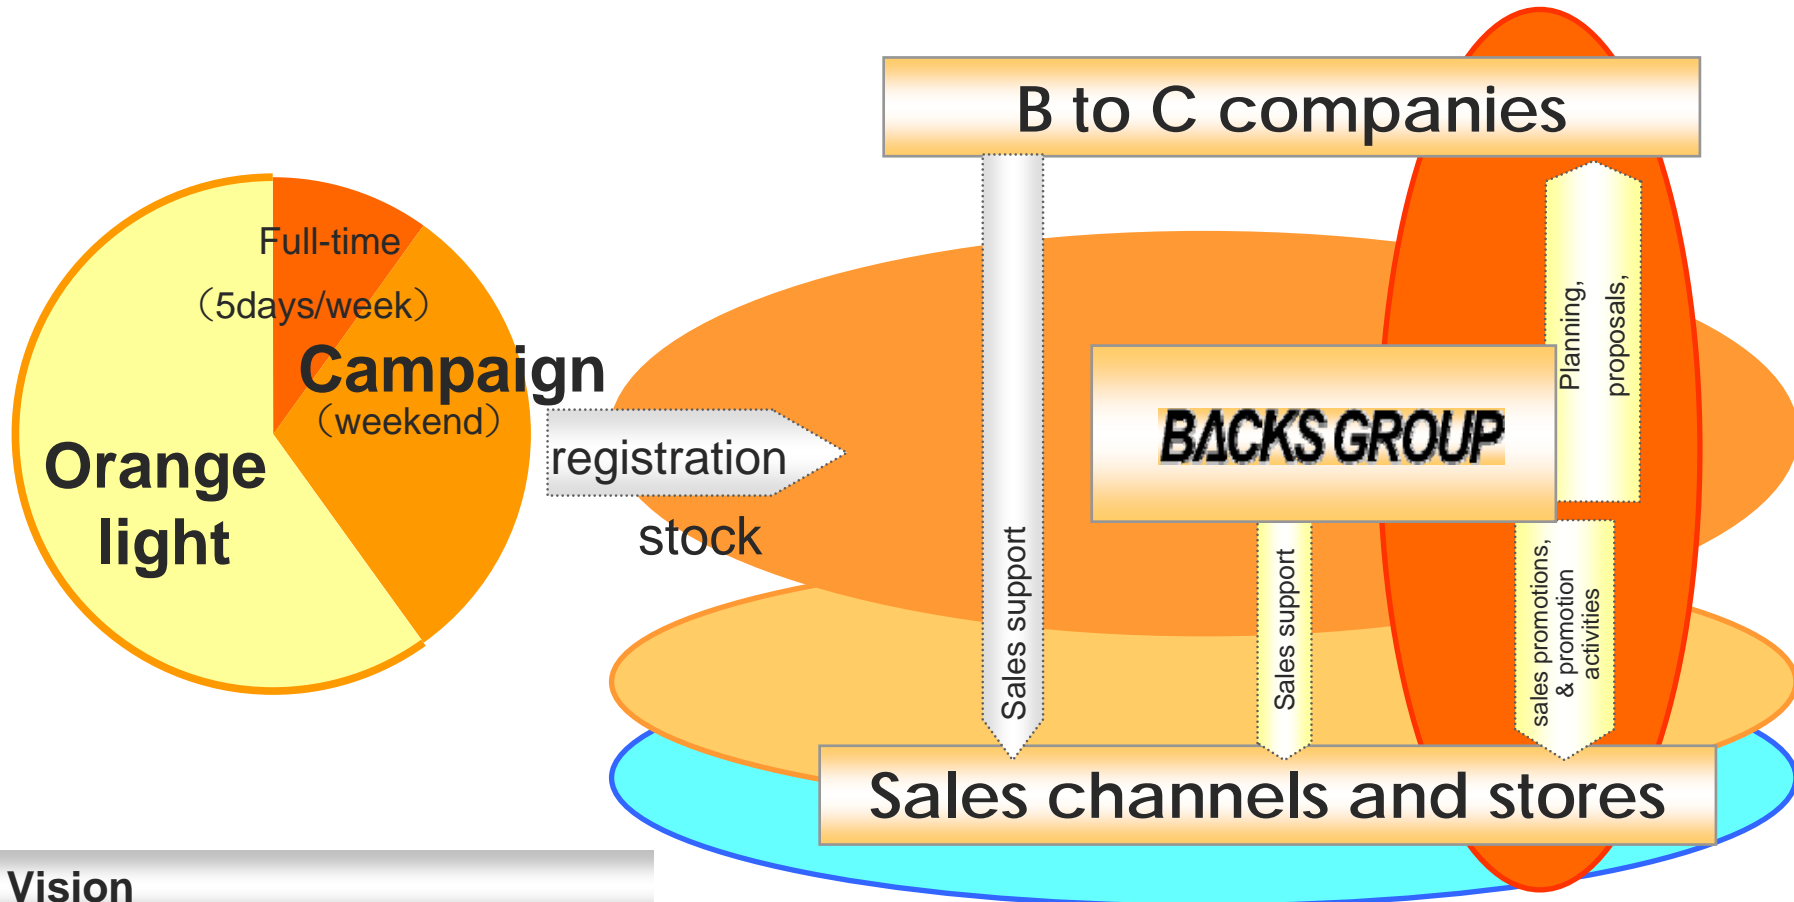 B to C companies
Full-time
（5days/week）
Campaign
（weekend）
Orange
light
registration
stock
Planning,
proposals,
BACKS GROUP
Sales support
Sales support
sales promotions,
& promotion
activities
Sales channels and stores
Vision